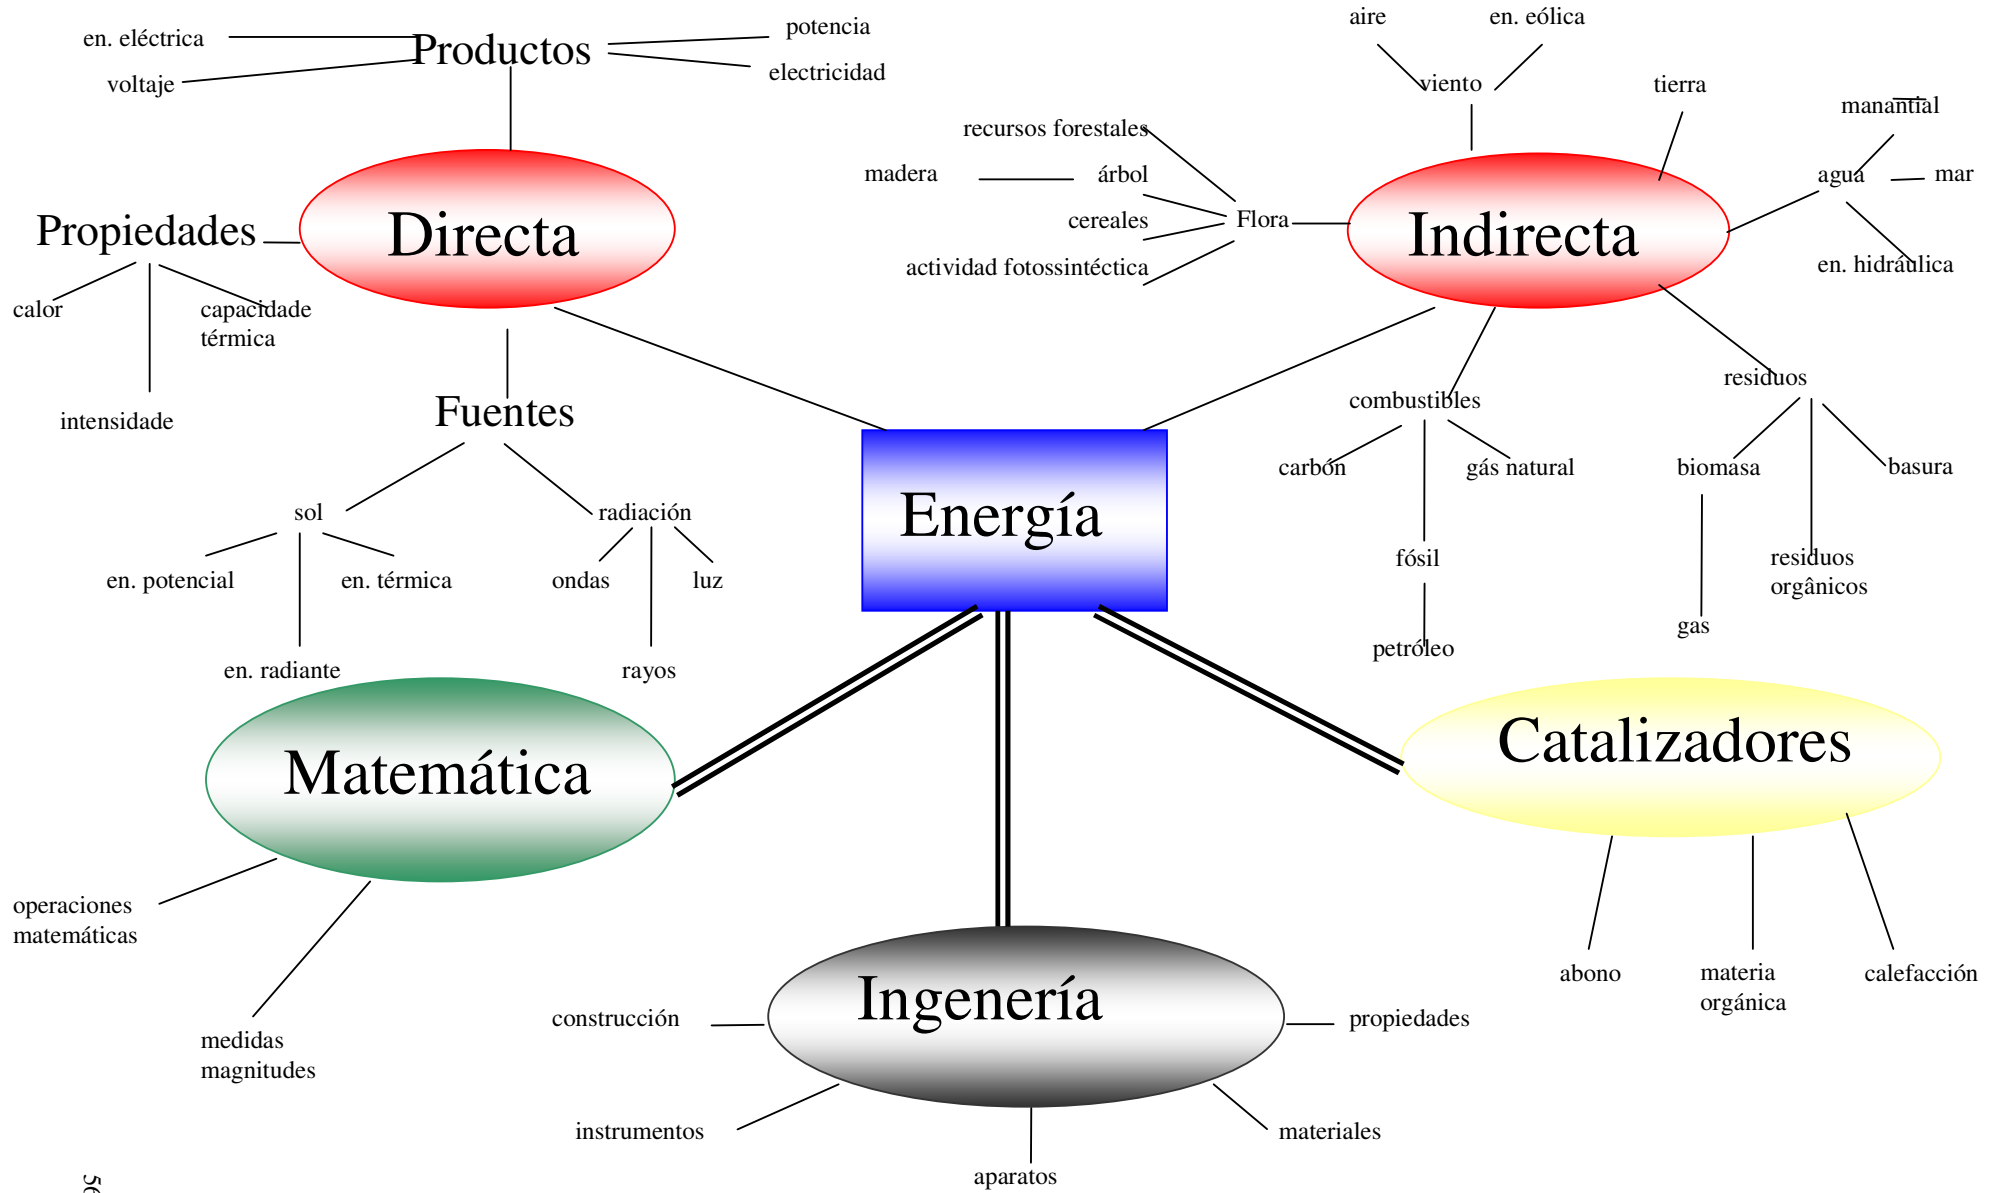 aire
en. eólica
en. eléctrica
Productos
potencia
voltaje
electricidad
viento
tierra
manantial
recursos forestales
madera
árbol
agua
mar
cereales
Flora
Propiedades
Directa
Indirecta
actividad fotossintéctica
en. hidráulica
calor
capacidade
térmica
intensidade
Fuentes
combustibles
residuos
carbón
gás natural
biomasa
basura
sol
radiación
Energía
en. potencial
en. térmica
ondas
luz
fósil
residuos
orgânicos
gas
petróleo
en. radiante
rayos
Matemática
Catalizadores
operaciones
matemáticas
abono
materia
orgánica
calefacción
Ingenería
construcción
propiedades
medidas
magnitudes
instrumentos
materiales
aparatos